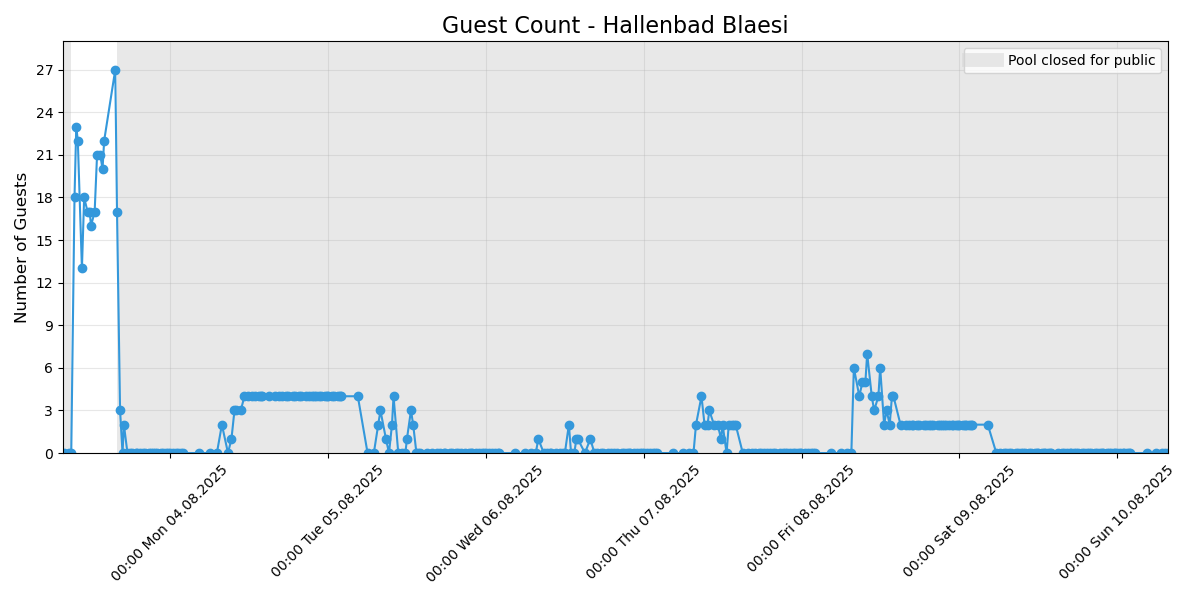 Guest Count - Hallenbad Blaesi
Pool closed for public
Number of Guests
27
24
21
18
15
12
9
6
3
0
00:00 Mon 04.08.2025
00:00 Tue 05.08.2025
00:00 Wed 06.08.2025
00:00 Thu 07.08.2025
00:00 Fri 08.08.2025
00:00 Sat 09.08.2025
00:00 Sun 10.08.2025